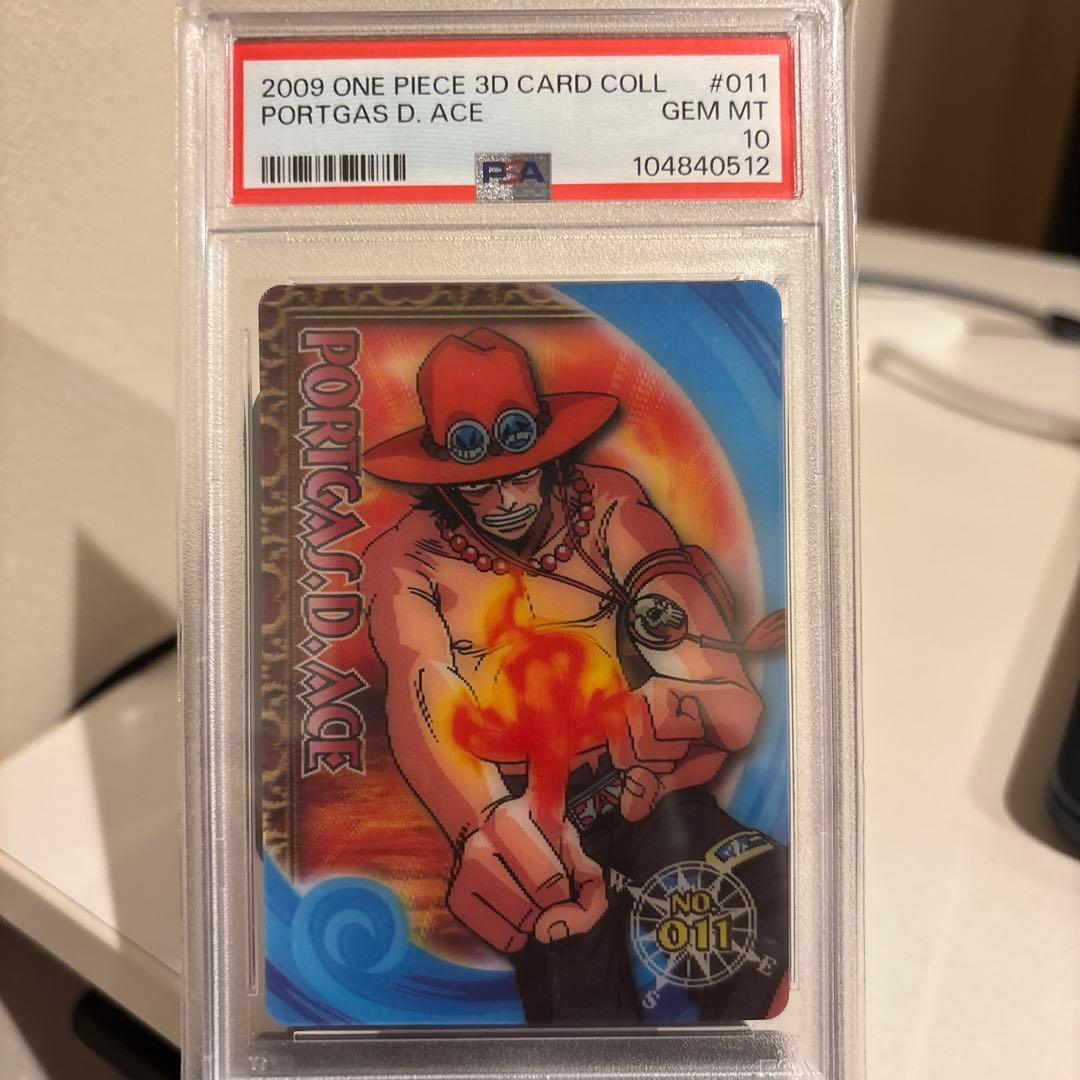 2009 ONE PIECE 3D CARD COLL #011
PORTGAS D. ACE GEM MT
10
PSA 104840512
PORTGAS.D.ACE
W
NO.
011
S E